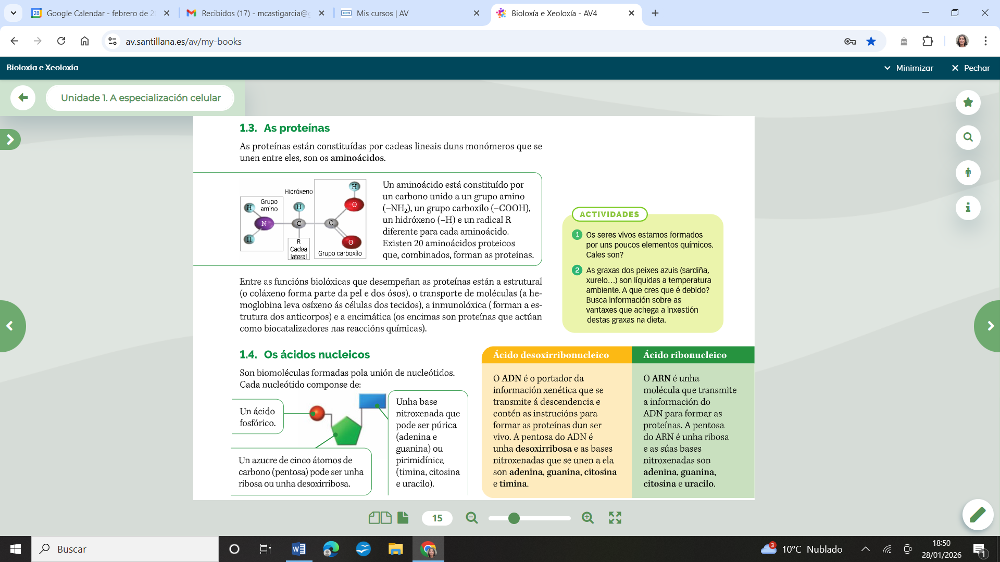 Google Calendar - febrero de 2
Recibidos (17) - mcastigarcia@g
Mis cursos | AV
Bioloxía e Xeoloxía - AV4
av.santillana.es/av/my-books
Bioloxía e Xeoloxía
Minimizar
Pechar
Unidade 1. A especialización celular
1.3. As proteínas
As proteínas están constituídas por cadeas lineais duns monómeros que se
unen entre eles, son os aminoácidos.
Grupo
amino
Hidróxeno
H
H
N
H
C
R
Cadea
lateral
C
H
O
O
Grupo carboxilo
Un aminoácido está constituído por
un carbono unido a un grupo amino
(–NH₂), un grupo carboxilo (–COOH),
un hidróxeno (–H) e un radical R
diferente para cada aminoácido.
Existen 20 aminoácidos proteicos
que, combinados, forman as proteínas.
Entre as funcións biolóxicas que desempeñan as proteínas están a estrutural
(o coláxeno forma parte da pel e dos ósos), o transporte de moléculas (a he-
moglobina leva osíxeno ás células dos tecidos), a inmunolóxica ( forman a es-
trutura dos anticorpos) e a encimática (os encimas son proteínas que actúan
como biocatalizadores nas reaccións químicas).
ACTIVIDADES
1 Os seres vivos estamos formados
por uns poucos elementos químicos.
Cales son?
2 As graxas dos peixes azuis (sardiña,
xurelo...) son líquidas a temperatura
ambiente. A que cres que é debido?
Busca información sobre as
vantaxes que achega a inxestión
destas graxas na dieta.
1.4. Os ácidos nucleicos
Son biomoléculas formadas pola unión de nucleótidos.
Cada nucleótido componse de:
Un ácido
fosfórico.
Un azucre de cinco átomos de
carbono (pentosa) pode ser unha
ribosa ou unha desoxirribosa.
Unha base
nitroxenada que
pode ser púrica
(adenina e
guanina) ou
pirimidínica
(timina, citosina
e uracilo).
Ácido desoxirribonucleico
O ADN é o portador da
información xenética que se
transmite á descendencia e
contén as instrucións para
formar as proteínas dun ser
vivo. A pentosa do ADN é
unha desoxirribosa e as bases
nitroxenadas que se unen a ela
son adenina, guanina, citosina
e timina.
Ácido ribonucleico
O ARN é unha
molécula que transmite
a información do
ADN para formar as
proteínas. A pentosa
do ARN é unha ribosa
e as súas bases
nitroxenadas son
adenina, guanina,
citosina e uracilo.
15
Buscar
3
10°C Nublado
18:50
28/01/2026
1